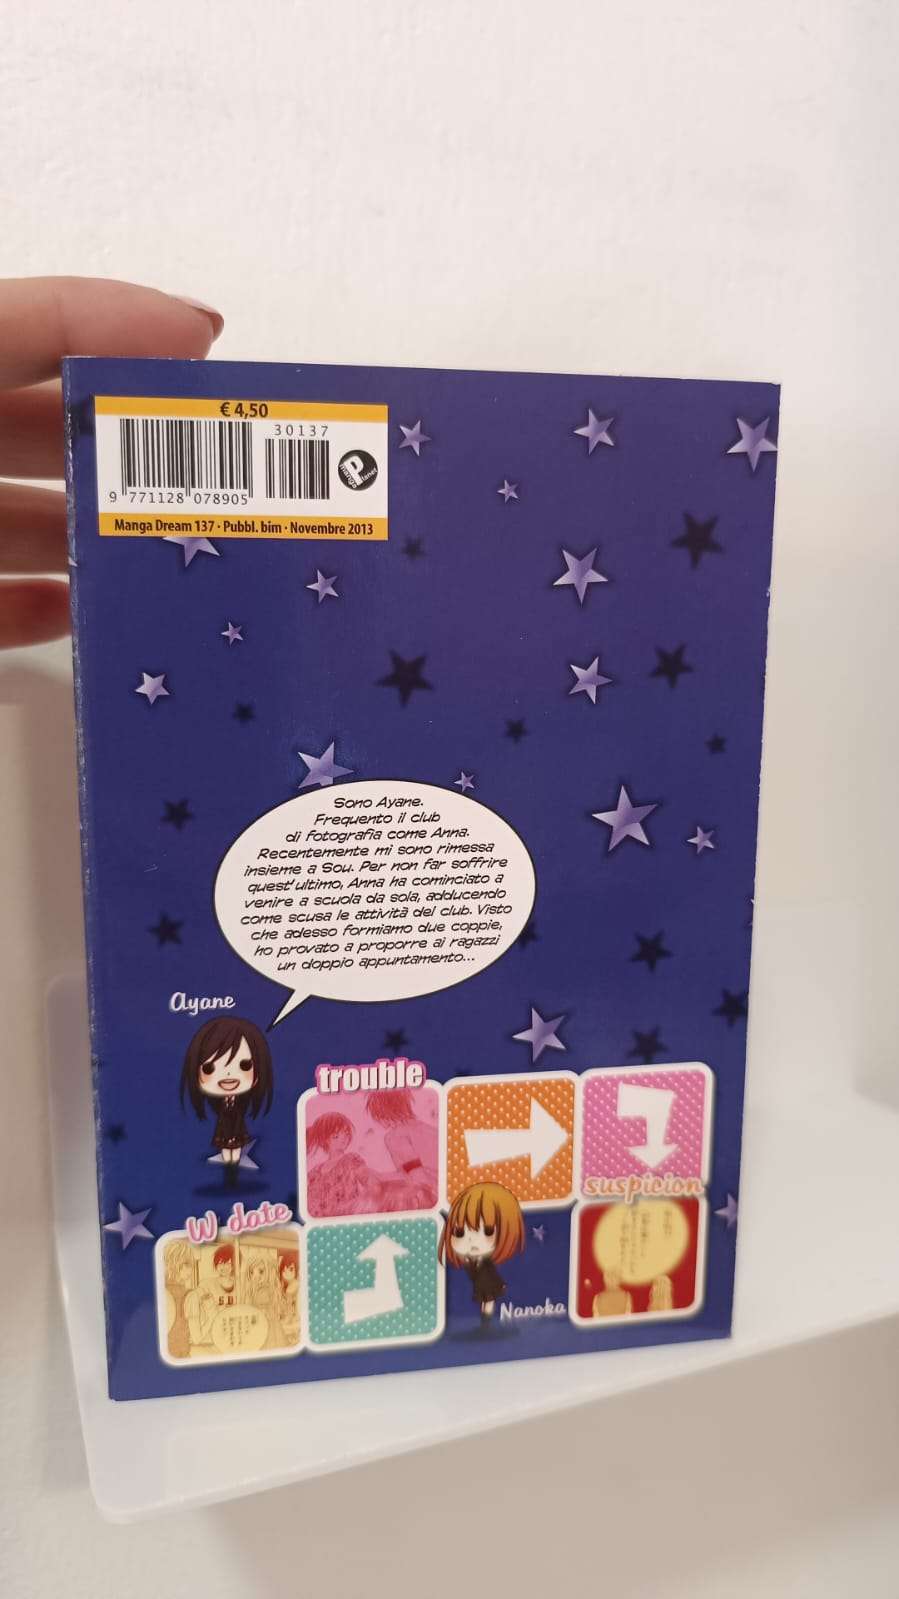 € 4,50
30137
9 771128 078905
P
manga planet
Manga Dream 137 · Pubbl. bim · Novembre 2013
Sono Ayane.
Frequento il club
di fotografia come Anna.
Recentemente mi sono rimessa
insieme a Sou. Per non far soffrire
quest'ultimo, Anna ha cominciato a
venire a scuola da sola, adducendo
come scusa le attività del club. Visto
che adesso formiamo due coppie,
ho provato a proporre ai ragazzi
un doppio appuntamento...
Ayane
trouble
suspicion
W date
Nanoka